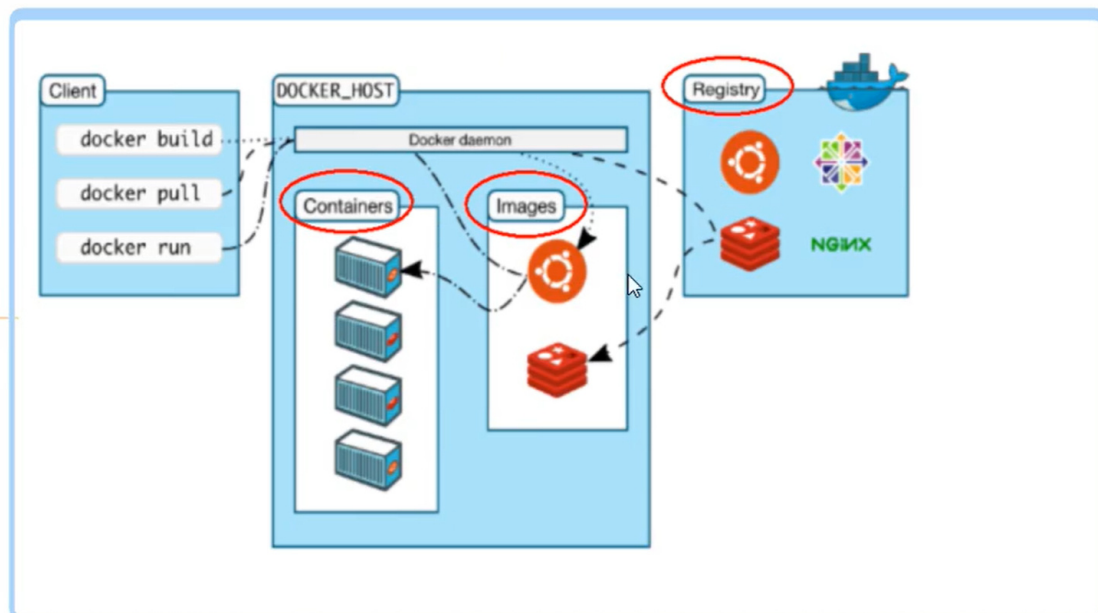 Client
docker build
docker pull
docker run
DOCKER_HOST
Docker daemon
Containers
Images
Registry
NGINX